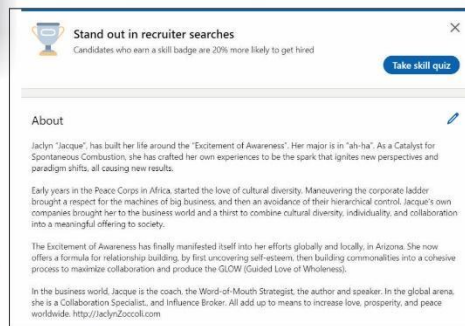 Stand out in recruiter searches
Candidates who earn a skill badge are 20% more likely to get hired
Take skill quiz
About
Jaclyn "Jacque", has built her life around the "Excitement of Awareness". Her major is in "ah-ha". As a Catalyst for
Spontaneous Combustion, she has crafted her own experiences to be the spark that ignites new perspectives and
paradigm shifts, all causing new results.
Early years in the Peace Corps in Africa, started the love of cultural diversity. Maneuvering the corporate ladder
brought a respect for the machines of big business, and then an avoidance of their hierarchical control. Jacque's own
companies brought her to the business world and a thirst to combine cultural diversity, individuality, and collaboration
into a meaningful offering to society.
The Excitement of Awareness has finally manifested itself into her efforts globally and locally, in Arizona. She now
offers a formula for relationship building, by first uncovering self-esteem, then building commonalities into a cohesive
process to maximize collaboration and produce the GLOW (Guided Love of Wholeness).
In the business world, Jacque is the coach, the Word-of-Mouth Strategist, the author and speaker. In the global arena,
she is a Collaboration Specialist, and Influence Broker. All add up to means to increase love, prosperity, and peace
worldwide. http://JaclynZoccoli.com